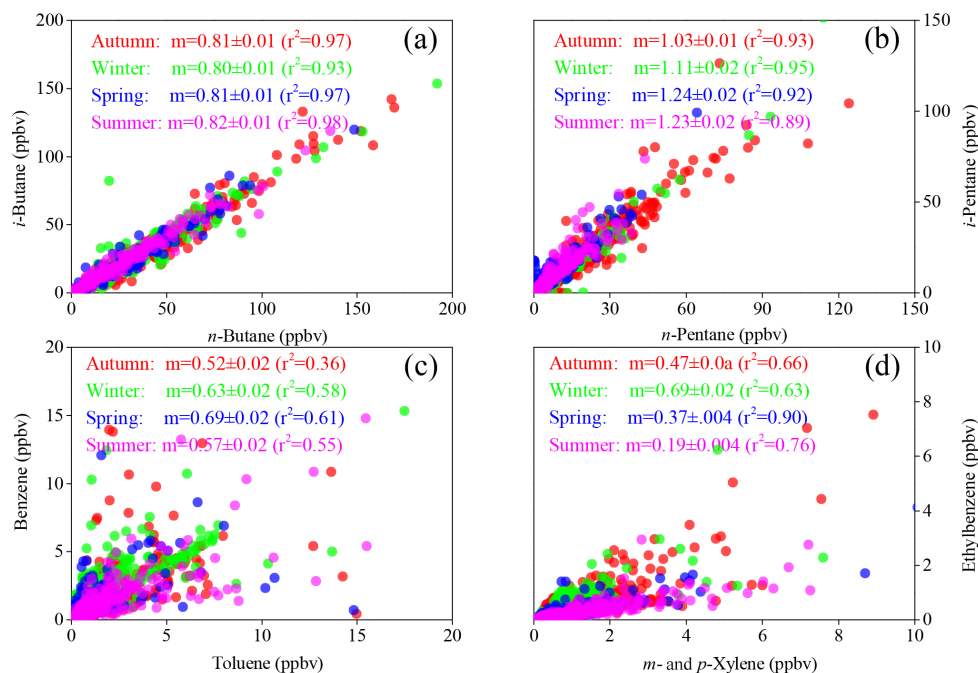 200
150
100
50
0
i-Butane (ppbv)
Autumn: m=0.81±0.01 (r²=0.97)
Winter: m=0.80±0.01 (r²=0.93)
Spring: m=0.81±0.01 (r²=0.97)
Summer: m=0.82±0.01 (r²=0.98)
(a)
0 50 100 150 200
n-Butane (ppbv)
Autumn: m=1.03±0.01 (r²=0.93)
Winter: m=1.11±0.02 (r²=0.95)
Spring: m=1.24±0.02 (r²=0.92)
Summer: m=1.23±0.02 (r²=0.89)
(b)
150
100
50
0
i-Pentane (ppbv)
0 30 60 90 120 150
n-Pentane (ppbv)
20
15
10
5
0
Benzene (ppbv)
Autumn: m=0.52±0.02 (r²=0.36)
Winter: m=0.63±0.02 (r²=0.58)
Spring: m=0.69±0.02 (r²=0.61)
Summer: m=0.57±0.02 (r²=0.55)
(c)
0 5 10 15 20
Toluene (ppbv)
Autumn: m=0.47±0.0a (r²=0.66)
Winter: m=0.69±0.02 (r²=0.63)
Spring: m=0.37±.004 (r²=0.90)
Summer: m=0.19±0.004 (r²=0.76)
(d)
10
8
6
4
2
0
Ethylbenzene (ppbv)
0 2 4 6 8 10
m- and p-Xylene (ppbv)